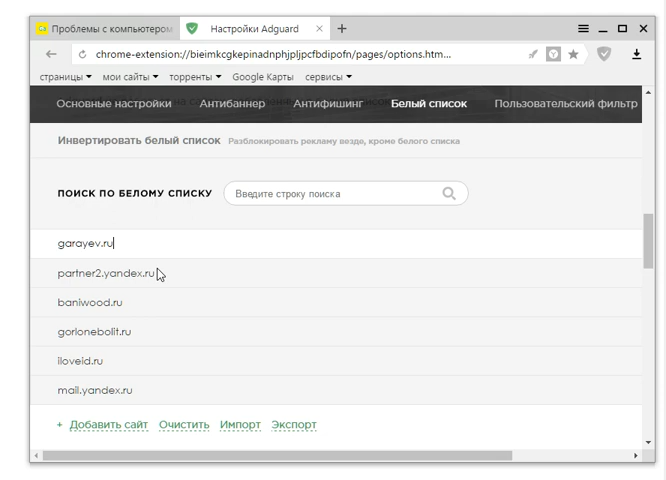 Проблемы с компьютером
Настройки Adguard
chrome-extension://bieimkcgkepinadnphjpljpcfbdipofn/pages/options.htm...
страницы мои сайты торренты Google Карты сервисы
Основные настройки Антибаннер Антифишинг Белый список Пользовательский фильтр
Инвертировать белый список Разблокировать рекламу везде, кроме белого списка
ПОИСК ПО БЕЛОМУ СПИСКУ Введите строку поиска
garayev.ru
partner2.yandex.ru
baniwood.ru
gorlonebolit.ru
iloveid.ru
mail.yandex.ru
+ Добавить сайт Очистить Импорт Экспорт